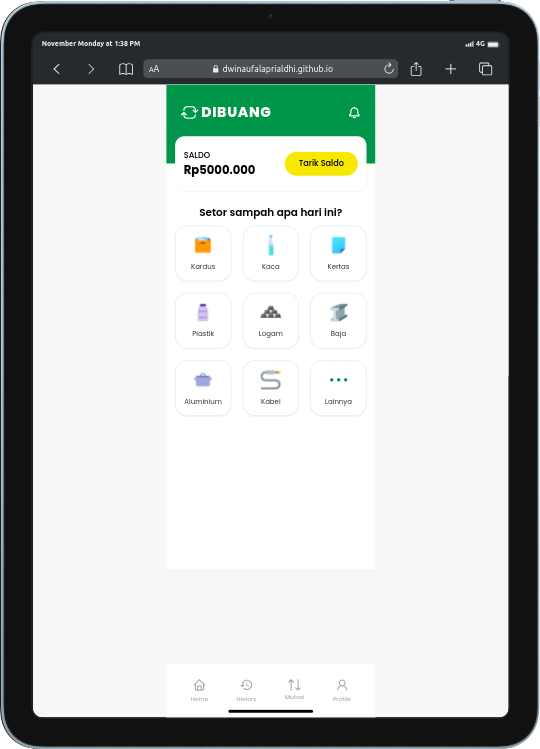 November Monday at 1:38 PM
4G
AA
dwinaufalaprialdhi.github.io
DIBUANG
SALDO
Rp5000.000
Tarik Saldo
Setor sampah apa hari ini?
Kardus
Kaca
Kertas
Plastik
Logam
Baja
Aluminium
Kabel
Lainnya
Home
History
Mutasi
Profile